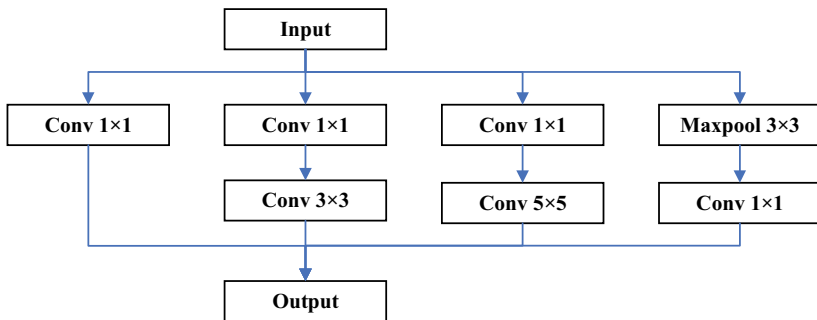 Input
Conv 1×1
Conv 1×1
Conv 1×1
Maxpool 3×3
Conv 3×3
Conv 5×5
Conv 1×1
Output